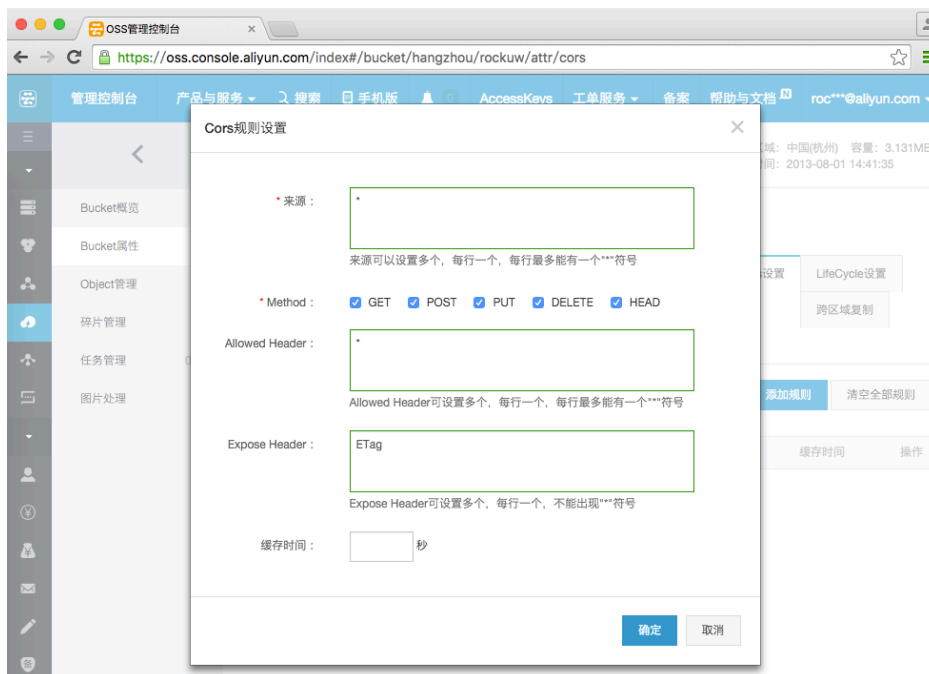 OSS管理控制台
https://oss.console.aliyun.com/index#/bucket/hangzhou/rockuw/attr/cors
管理控制台 产品与服务 搜索 手机版 AccessKeys 工单服务 备案 帮助与文档 N roc***@aliyun.com
Cors规则设置
区域：中国(杭州) 容量：3.131MB
时间：2013-08-01 14:41:35
Bucket概览
Bucket属性
Object管理
碎片管理
任务管理 0
图片处理
* 来源：
*
来源可以设置多个，每行一个，每行最多能有一个"*"符号
* Method： GET POST PUT DELETE HEAD
Allowed Header：
*
Allowed Header可设置多个，每行一个，每行最多能有一个"*"符号
Expose Header：
ETag
Expose Header可设置多个，每行一个，不能出现"*"符号
缓存时间： 秒
确定 取消
s设置 LifeCycle设置
跨区域复制
添加规则 清空全部规则
缓存时间 操作